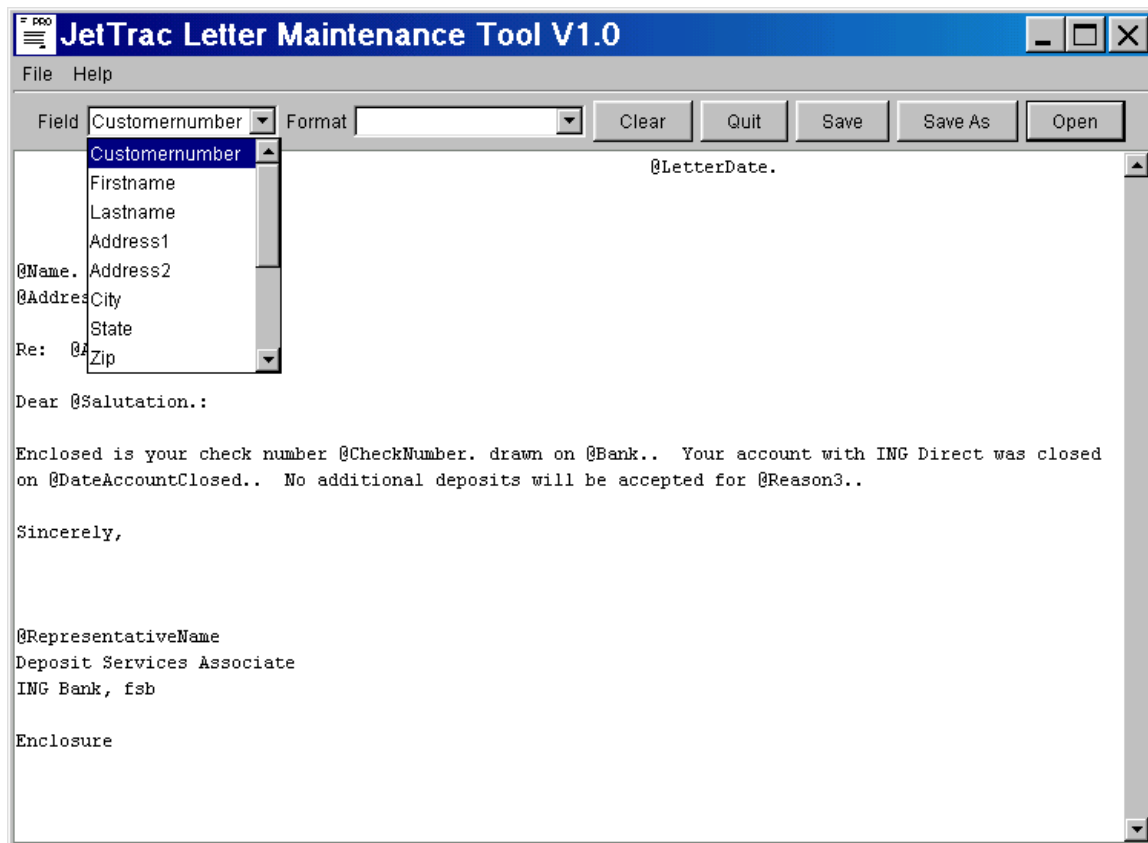 PRO
JetTrac Letter Maintenance Tool V1.0
File Help
Field Customernumber Format Clear Quit Save Save As Open
Customernumber
Firstname
Lastname
Address1
Address2
City
State
Zip
@LetterDate.
@Name.
@Addres
Re: @A
Dear @Salutation.:
Enclosed is your check number @CheckNumber. drawn on @Bank.. Your account with ING Direct was closed
on @DateAccountClosed.. No additional deposits will be accepted for @Reason3..
Sincerely,
@RepresentativeName
Deposit Services Associate
ING Bank, fsb
Enclosure